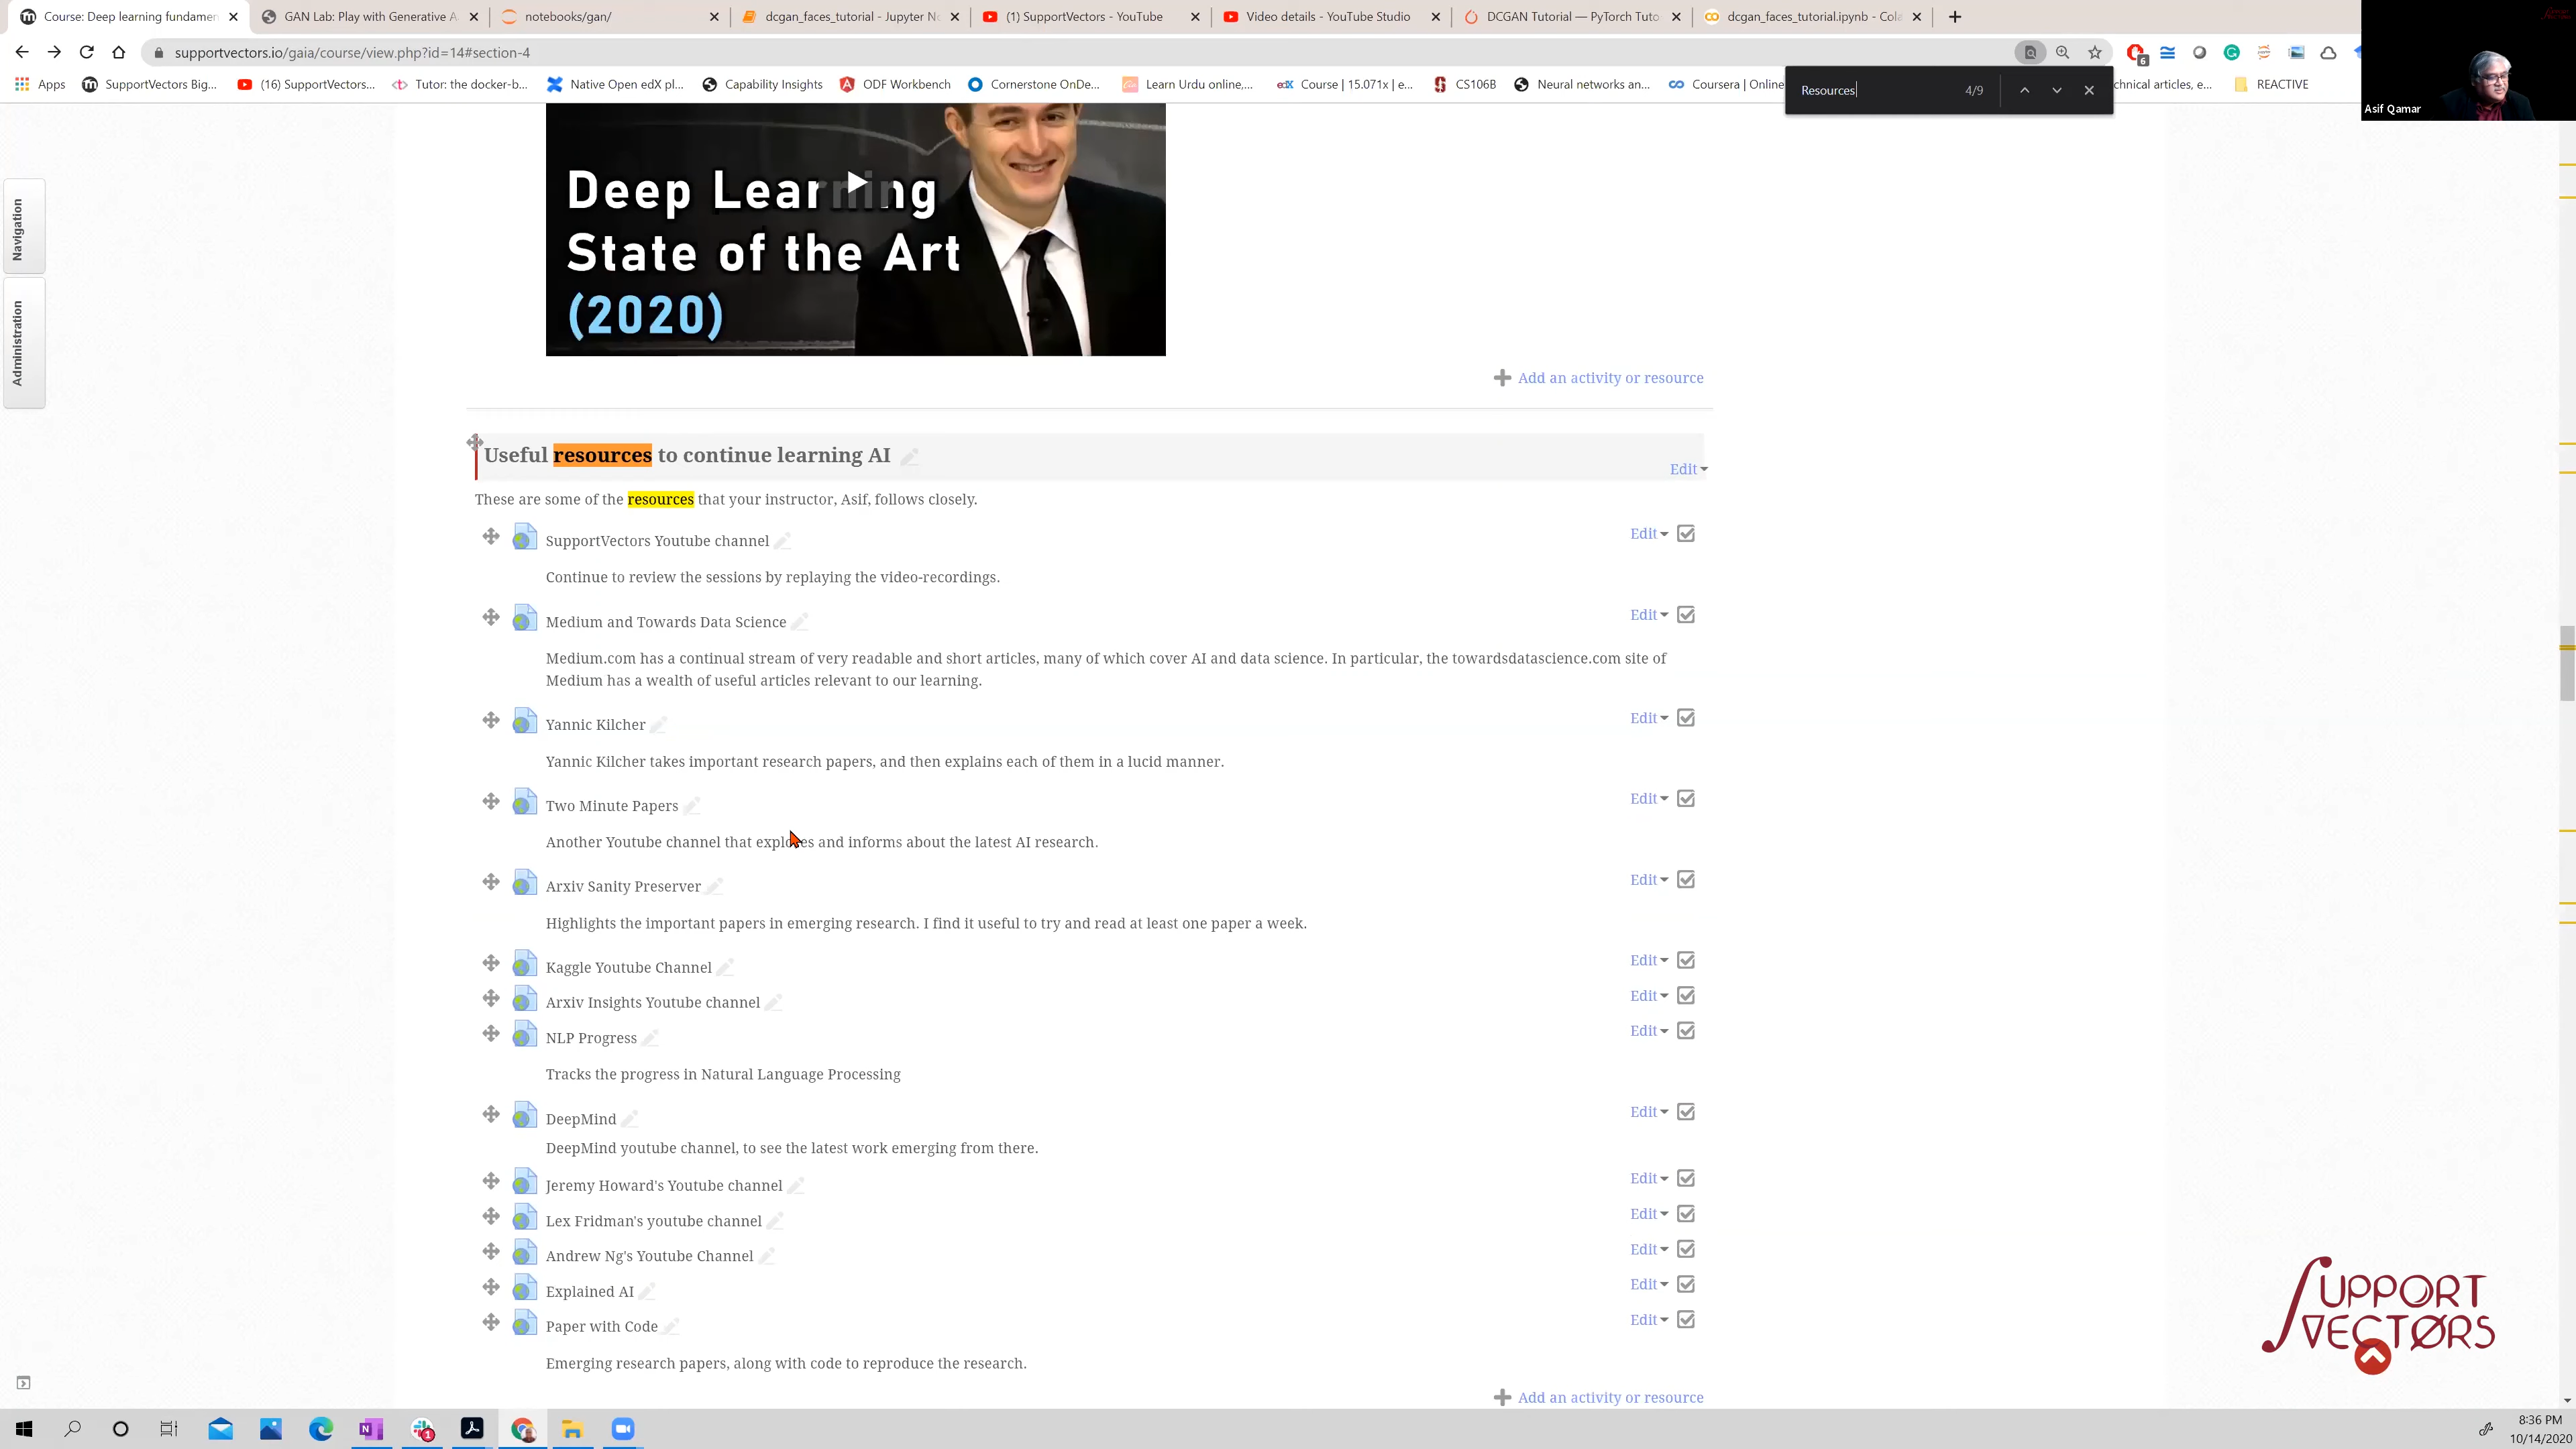 Course: Deep learning fundamen
GAN Lab: Play with Generative A
notebooks/gan/
dcgan_faces_tutorial - Jupyter No
(1) SupportVectors - YouTube
Video details - YouTube Studio
DCGAN Tutorial — PyTorch Tuto
dcgan_faces_tutorial.ipynb - Cola
supportvectors.io/gaia/course/view.php?id=14#section-4
6
Apps
SupportVectors Big...
(16) SupportVectors...
Tutor: the docker-b...
Native Open edX pl...
Capability Insights
ODF Workbench
Cornerstone OnDe...
Learn Urdu online,...
edX
Course | 15.071x | e...
CS106B
Neural networks an...
Coursera | Online
chnical articles, e...
REACTIVE
Resources
4/9
Asif Qamar
Navigation
Administration
Deep Learning
State of the Art
(2020)
Add an activity or resource
Useful resources to continue learning AI
Edit
These are some of the resources that your instructor, Asif, follows closely.
SupportVectors Youtube channel
Edit
Continue to review the sessions by replaying the video-recordings.
Medium and Towards Data Science
Edit
Medium.com has a continual stream of very readable and short articles, many of which cover AI and data science. In particular, the towardsdatascience.com site of
Medium has a wealth of useful articles relevant to our learning.
Yannic Kilcher
Edit
Yannic Kilcher takes important research papers, and then explains each of them in a lucid manner.
Two Minute Papers
Edit
Another Youtube channel that explores and informs about the latest AI research.
Arxiv Sanity Preserver
Edit
Highlights the important papers in emerging research. I find it useful to try and read at least one paper a week.
Kaggle Youtube Channel
Edit
Arxiv Insights Youtube channel
Edit
NLP Progress
Edit
Tracks the progress in Natural Language Processing
DeepMind
Edit
DeepMind youtube channel, to see the latest work emerging from there.
Jeremy Howard's Youtube channel
Edit
Lex Fridman's youtube channel
Edit
Andrew Ng's Youtube Channel
Edit
Explained AI
Edit
Paper with Code
Edit
Emerging research papers, along with code to reproduce the research.
Add an activity or resource
SUPPORT
VECTORS
1
8:36 PM
10/14/2020